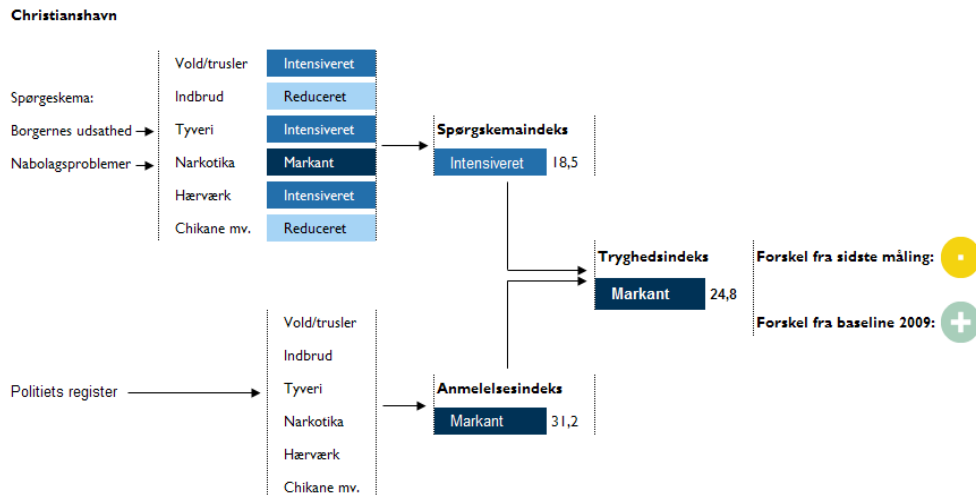 Christianshavn
Spørgeskema:
Borgernes udsathed
Nabolagsproblemer
Vold/trusler Intensiveret
Indbrud Reduceret
Tyveri Intensiveret
Narkotika Markant
Hærværk Intensiveret
Chikane mv. Reduceret
Spørgskemaindeks
Intensiveret 18,5
Tryghedsindeks
Markant 24,8
Forskel fra sidste måling:
Forskel fra baseline 2009:
Politiets register
Vold/trusler
Indbrud
Tyveri
Narkotika
Hærværk
Chikane mv.
Anmelelsesindeks
Markant 31,2